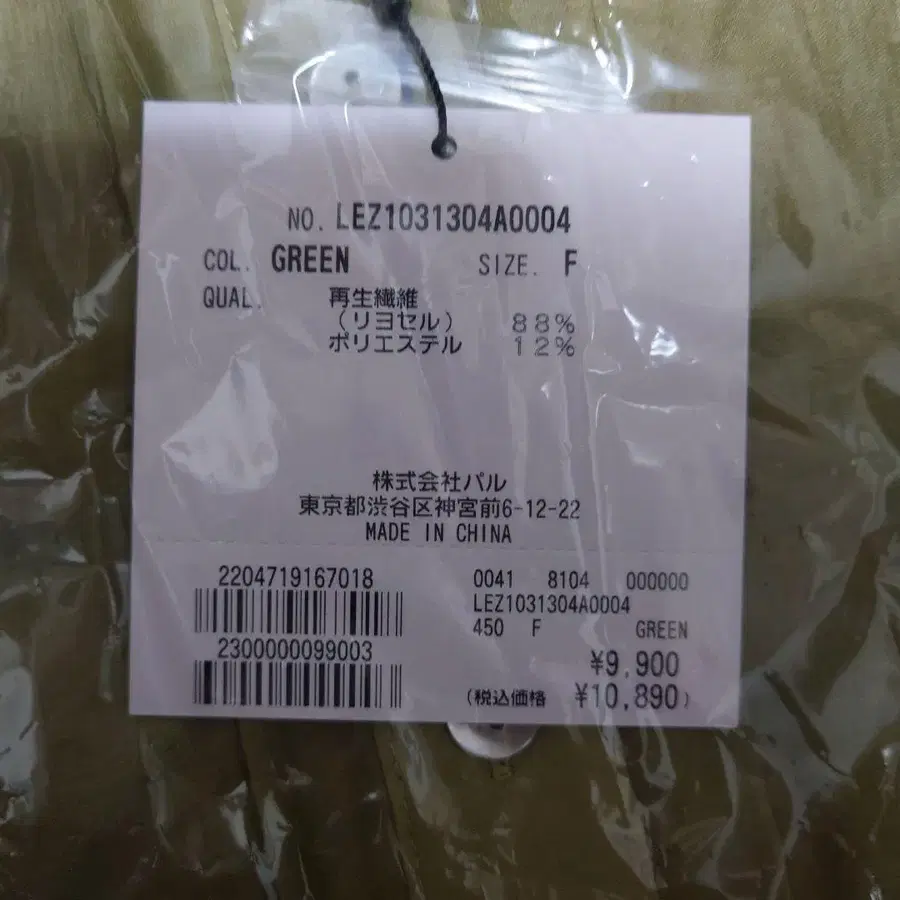 NO. LEZ1031304A0004
COL. GREEN SIZE. F
QUAL. 再生繊維
（リヨセル） 88%
ポリエステル 12%
株式会社パル
東京都渋谷区神宮前6-12-22
MADE IN CHINA
2204719167018
2300000099003
0041 8104 000000
LEZ1031304A0004
450 F GREEN
¥9,900
(税込価格 ¥10,890)